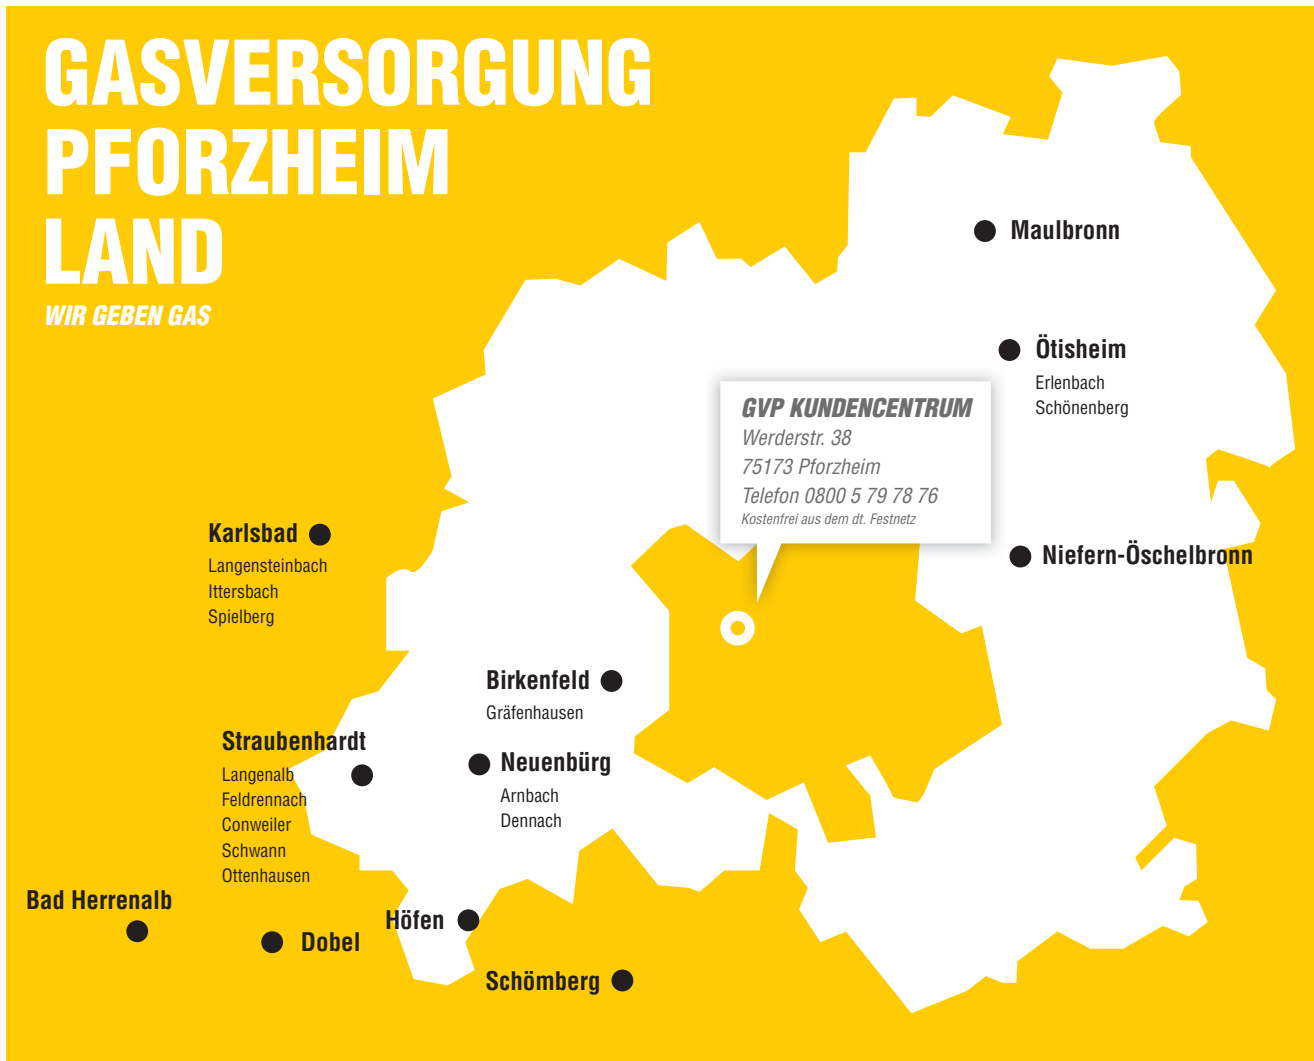 GASVERSORGUNG
PFORZHEIM
LAND
WIR GEBEN GAS
Maulbronn
Ötisheim
Erlenbach
Schönenberg
GVP KUNDENCENTRUM
Werderstr. 38
75173 Pforzheim
Telefon 0800 5 79 78 76
Kostenfrei aus dem dt. Festnetz
Karlsbad
Langensteinbach
Ittersbach
Spielberg
Niefern-Öschelbronn
Birkenfeld
Gräfenhausen
Straubenhardt
Langenalb
Feldrennach
Conweiler
Schwann
Ottenhausen
Neuenbürg
Arnbach
Dennach
Bad Herrenalb
Dobel
Höfen
Schömberg